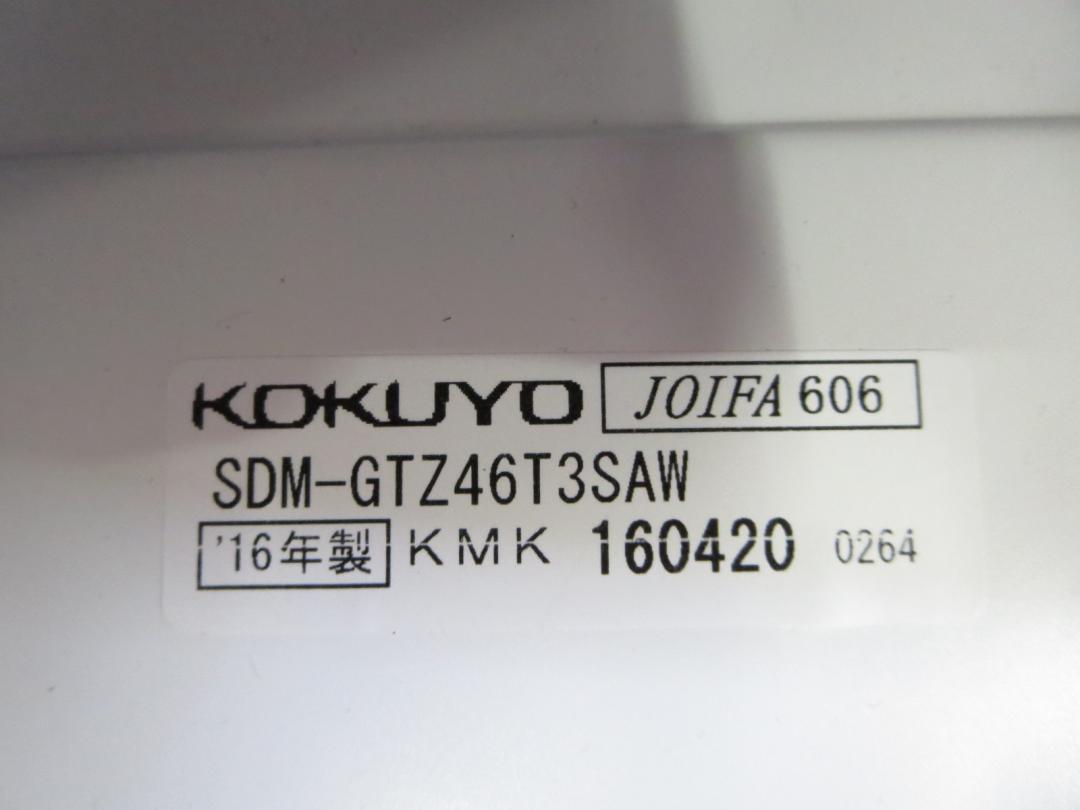 KOKUYO JOIFA 606
SDM-GTZ46T3SAW
'16年製 KMK 160420 0264